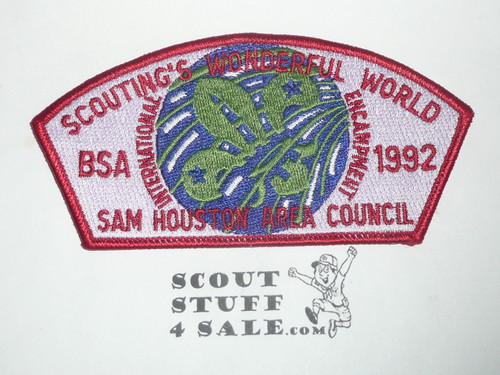 SCOUTING'S WONDERFUL WORLD
INTERNATIONAL ENCAMPMENT
BSA 1992
SAM HOUSTON AREA COUNCIL
SCOUT
STUFF
4 SALE.com